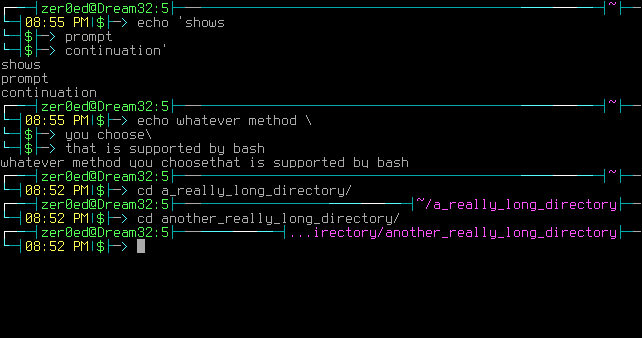 ┌──┤zer0ed@Dream32:5├──┤~├──
└─┤08:55 PM│$├─> echo 'shows
└─┤$├─> prompt
└─┤$├─> continuation'
shows
prompt
continuation
┌──┤zer0ed@Dream32:5├──┤~├──
└─┤08:55 PM│$├─> echo whatever method \
└─┤$├─> you choose\
└─┤$├─> that is supported by bash
whatever method you choosethat is supported by bash
┌──┤zer0ed@Dream32:5├──┤~├──
└─┤08:52 PM│$├─> cd a_really_long_directory/
┌──┤zer0ed@Dream32:5├──┤~/a_really_long_directory├──
└─┤08:52 PM│$├─> cd another_really_long_directory/
┌──┤zer0ed@Dream32:5├──┤...irectory/another_really_long_directory├──
└─┤08:52 PM│$├─>